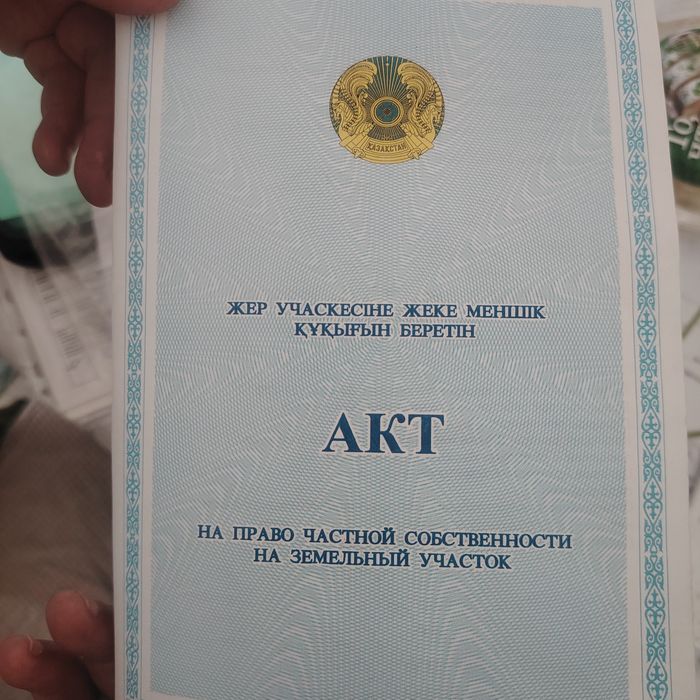 ҚАЗАҚСТАН
ЖЕР УЧАСКЕСІНЕ ЖЕКЕ МЕНШІК
ҚҰҚЫҒЫН БЕРЕТІН
АКТ
НА ПРАВО ЧАСТНОЙ СОБСТВЕННОСТИ
НА ЗЕМЕЛЬНЫЙ УЧАСТОК